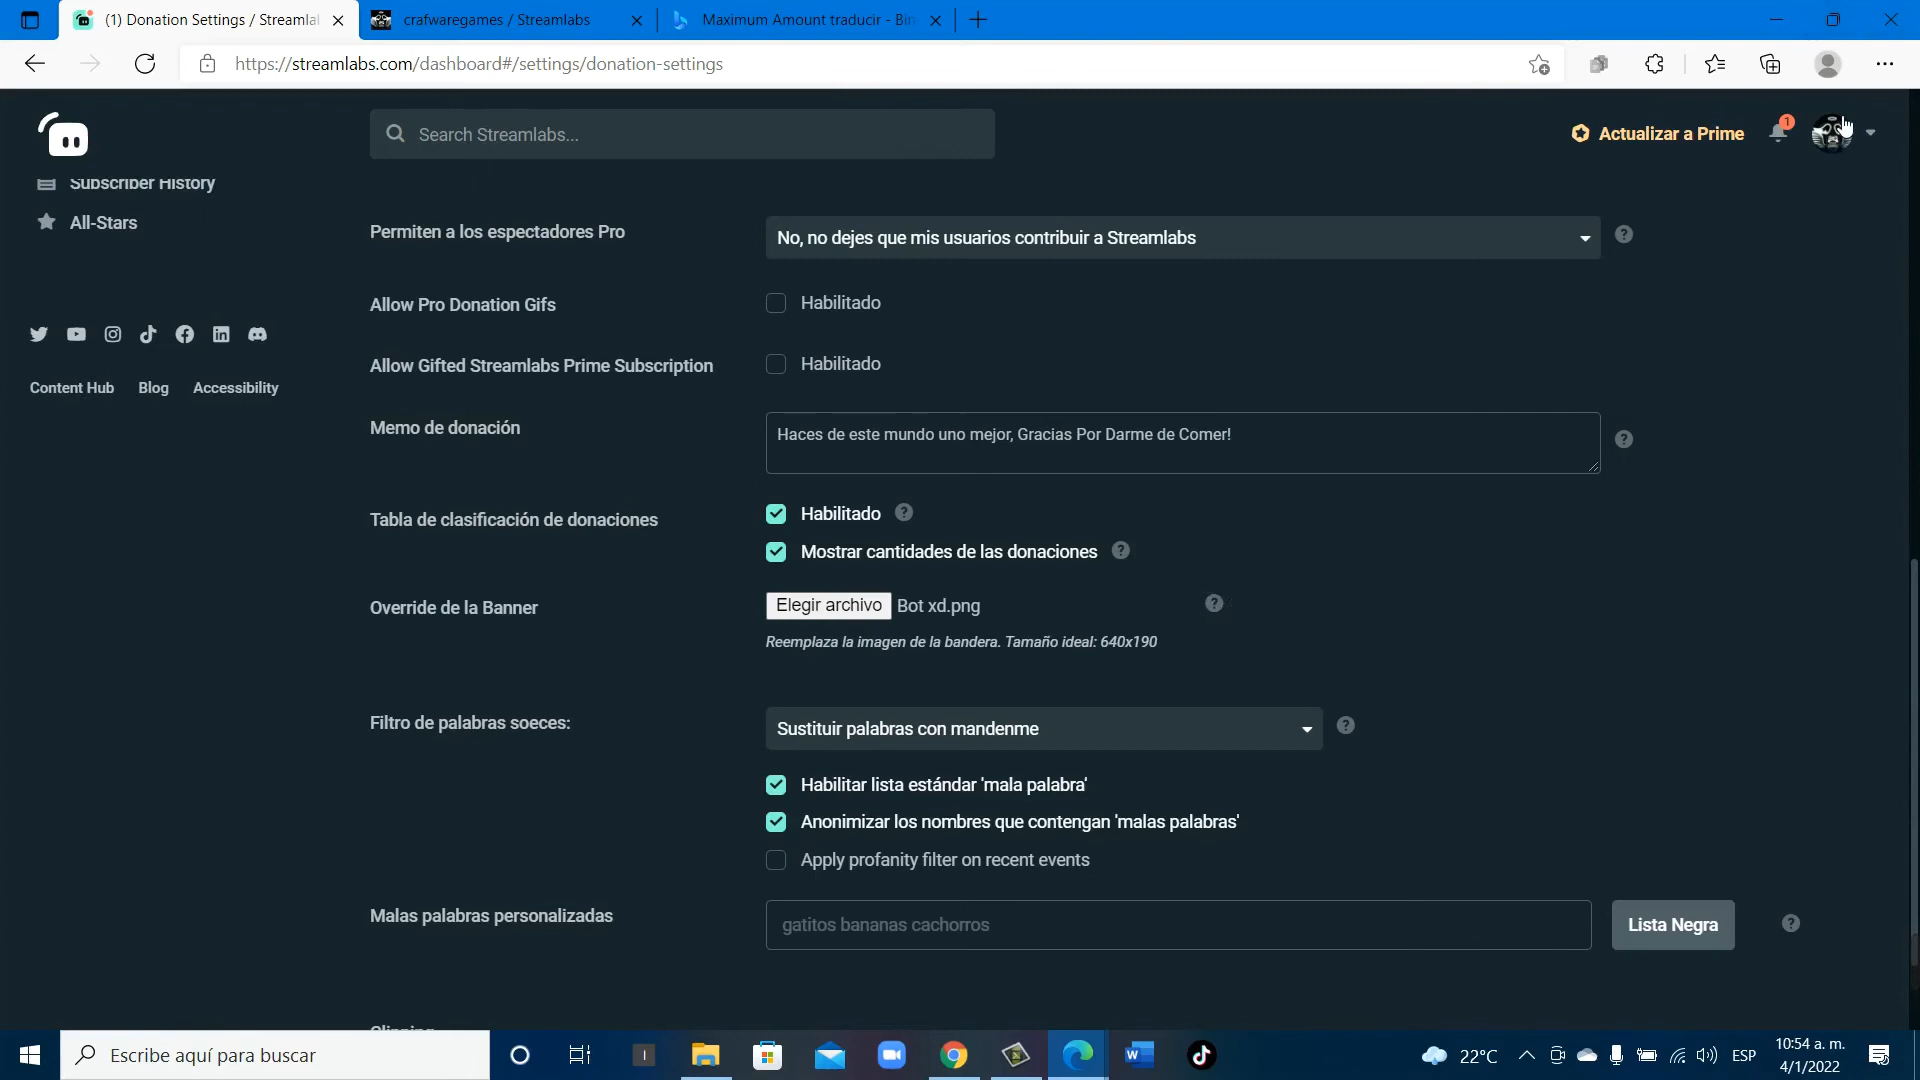 (1) Donation Settings / Streamlal
crafwaregames / Streamlabs
Maximum Amount traducir - Bin
https://streamlabs.com/dashboard#/settings/donation-settings
Search Streamlabs...
Actualizar a Prime
1
Subscriber History
All-Stars
Content Hub Blog Accessibility
Permiten a los espectadores Pro
No, no dejes que mis usuarios contribuir a Streamlabs
Allow Pro Donation Gifs
Habilitado
Allow Gifted Streamlabs Prime Subscription
Habilitado
Memo de donación
Haces de este mundo uno mejor, Gracias Por Darme de Comer!
Tabla de clasificación de donaciones
Habilitado
Mostrar cantidades de las donaciones
Override de la Banner
Elegir archivo Bot xd.png
Reemplaza la imagen de la bandera. Tamaño ideal: 640x190
Filtro de palabras soeces:
Sustituir palabras con mandenme
Habilitar lista estándar 'mala palabra'
Anonimizar los nombres que contengan 'malas palabras'
Apply profanity filter on recent events
Malas palabras personalizadas
gatitos bananas cachorros
Lista Negra
Escribe aquí para buscar
22°C
ESP
10:54 a. m.
4/1/2022